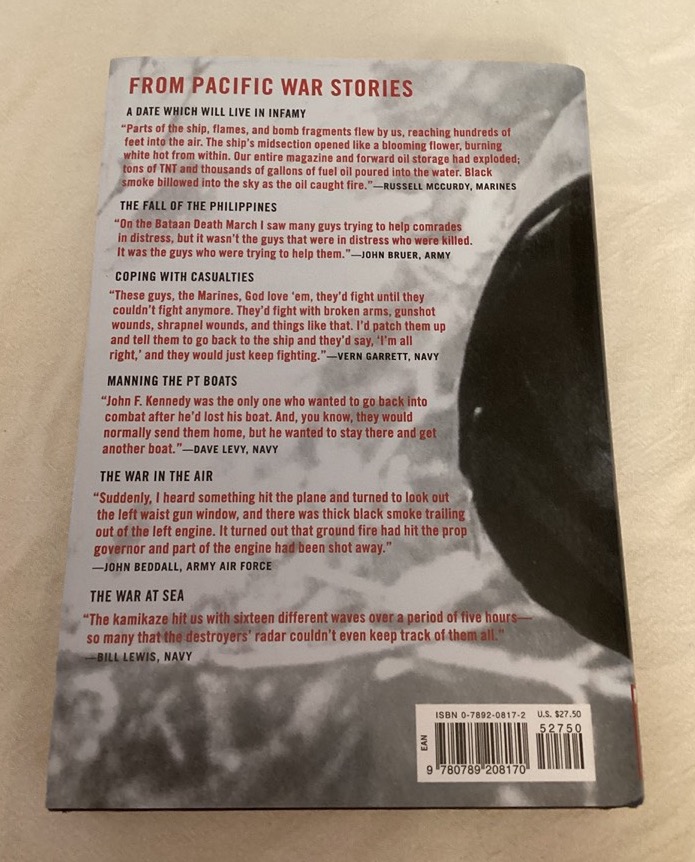 FROM PACIFIC WAR STORIES
A DATE WHICH WILL LIVE IN INFAMY
“Parts of the ship, flames, and bomb fragments flew by us, reaching hundreds of
feet into the air. The ship’s midsection opened like a blooming flower, burning
white hot from within. Our entire magazine and forward oil storage had exploded;
tons of TNT and thousands of gallons of fuel oil poured into the water. Black
smoke billowed into the sky as the oil caught fire.”—RUSSELL MCCURDY, MARINES
THE FALL OF THE PHILIPPINES
“On the Bataan Death March I saw many guys trying to help comrades
in distress, but it wasn’t the guys that were in distress who were killed.
It was the guys who were trying to help them.”—JOHN BRUER, ARMY
COPING WITH CASUALTIES
“These guys, the Marines, God love ’em, they’d fight until they
couldn’t fight anymore. They’d fight with broken arms, gunshot
wounds, shrapnel wounds, and things like that. I’d patch them up
and tell them to go back to the ship and they’d say, ‘I’m all
right,’ and they would just keep fighting.”—VERN GARRETT, NAVY
MANNING THE PT BOATS
“John F. Kennedy was the only one who wanted to go back into
combat after he’d lost his boat. And, you know, they would
normally send them home, but he wanted to stay there and get
another boat.”—DAVE LEVY, NAVY
THE WAR IN THE AIR
“Suddenly, I heard something hit the plane and turned to look out
the left waist gun window, and there was thick black smoke trailing
out of the left engine. It turned out that ground fire had hit the prop
governor and part of the engine had been shot away.”
—JOHN BEDDALL, ARMY AIR FORCE
THE WAR AT SEA
“The kamikaze hit us with sixteen different waves over a period of five hours—
so many that the destroyers’ radar couldn’t even keep track of them all.”
—BILL LEWIS, NAVY
ISBN 0-7892-0817-2 U.S. $27.50
52750
EAN
9 780789 208170